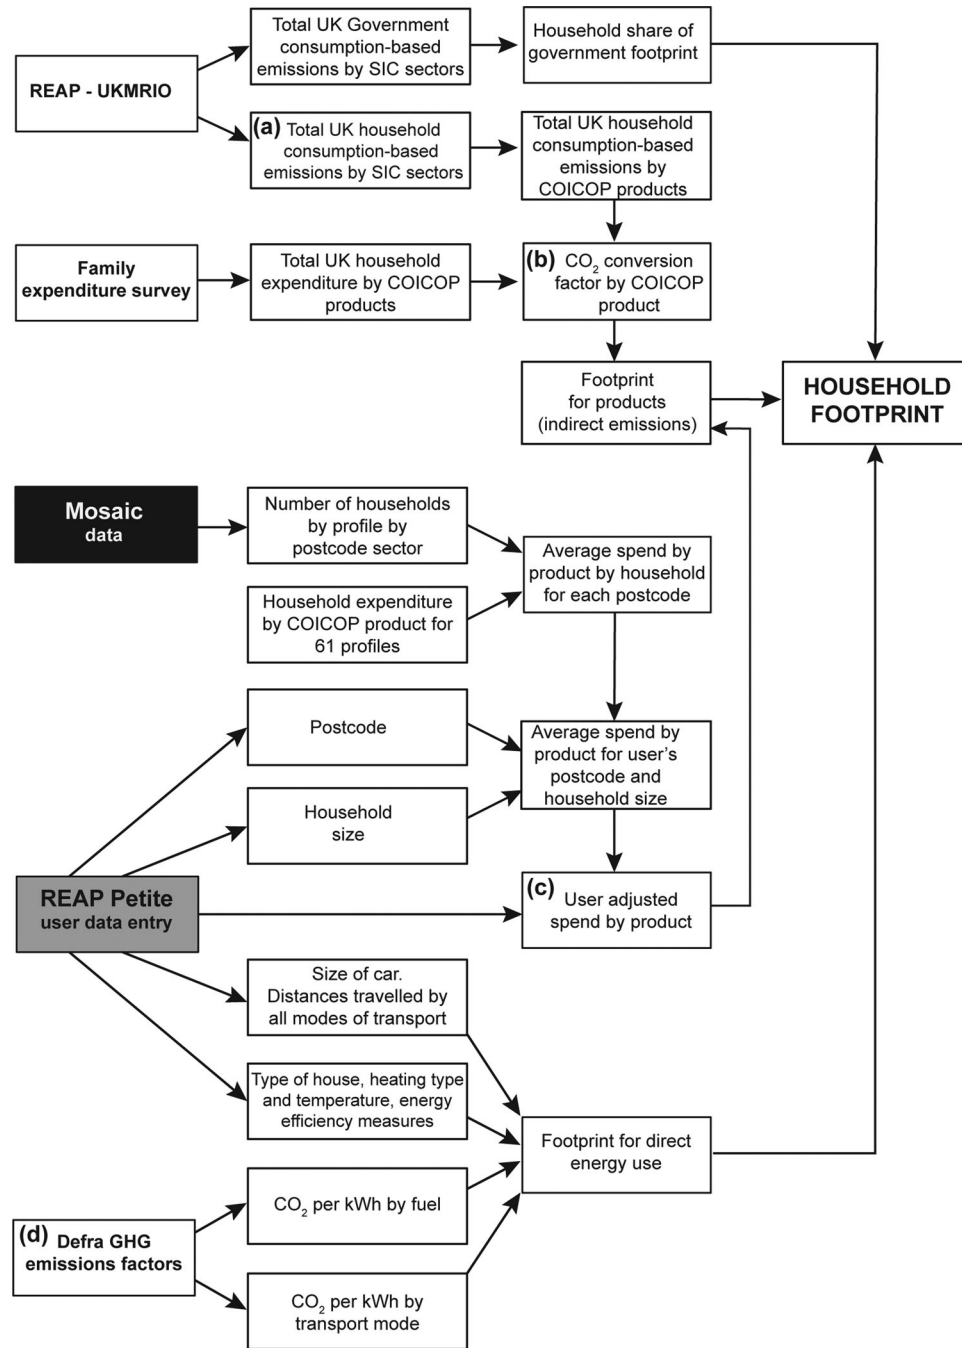 Total UK Government
consumption-based
emissions by SIC sectors
Household share of
government footprint
REAP - UKMRIO
(a) Total UK household
consumption-based
emissions by SIC sectors
Total UK household
consumption-based
emissions by
COICOP products
Family
expenditure survey
Total UK household
expenditure by COICOP
products
(b) CO₂ conversion
factor by COICOP
product
Footprint
for products
(indirect emissions)
HOUSEHOLD
FOOTPRINT
Mosaic
data
Number of households
by profile by
postcode sector
Average spend by
product by household
for each postcode
Household expenditure
by COICOP product for
61 profiles
Postcode
Average spend by
product for user's
postcode and
household size
Household
size
REAP Petite
user data entry
(c) User adjusted
spend by product
Size of car.
Distances travelled by
all modes of transport
Type of house, heating type
and temperature, energy
efficiency measures
Footprint for direct
energy use
CO₂ per kWh by fuel
(d) Defra GHG
emissions factors
CO₂ per kWh by
transport mode